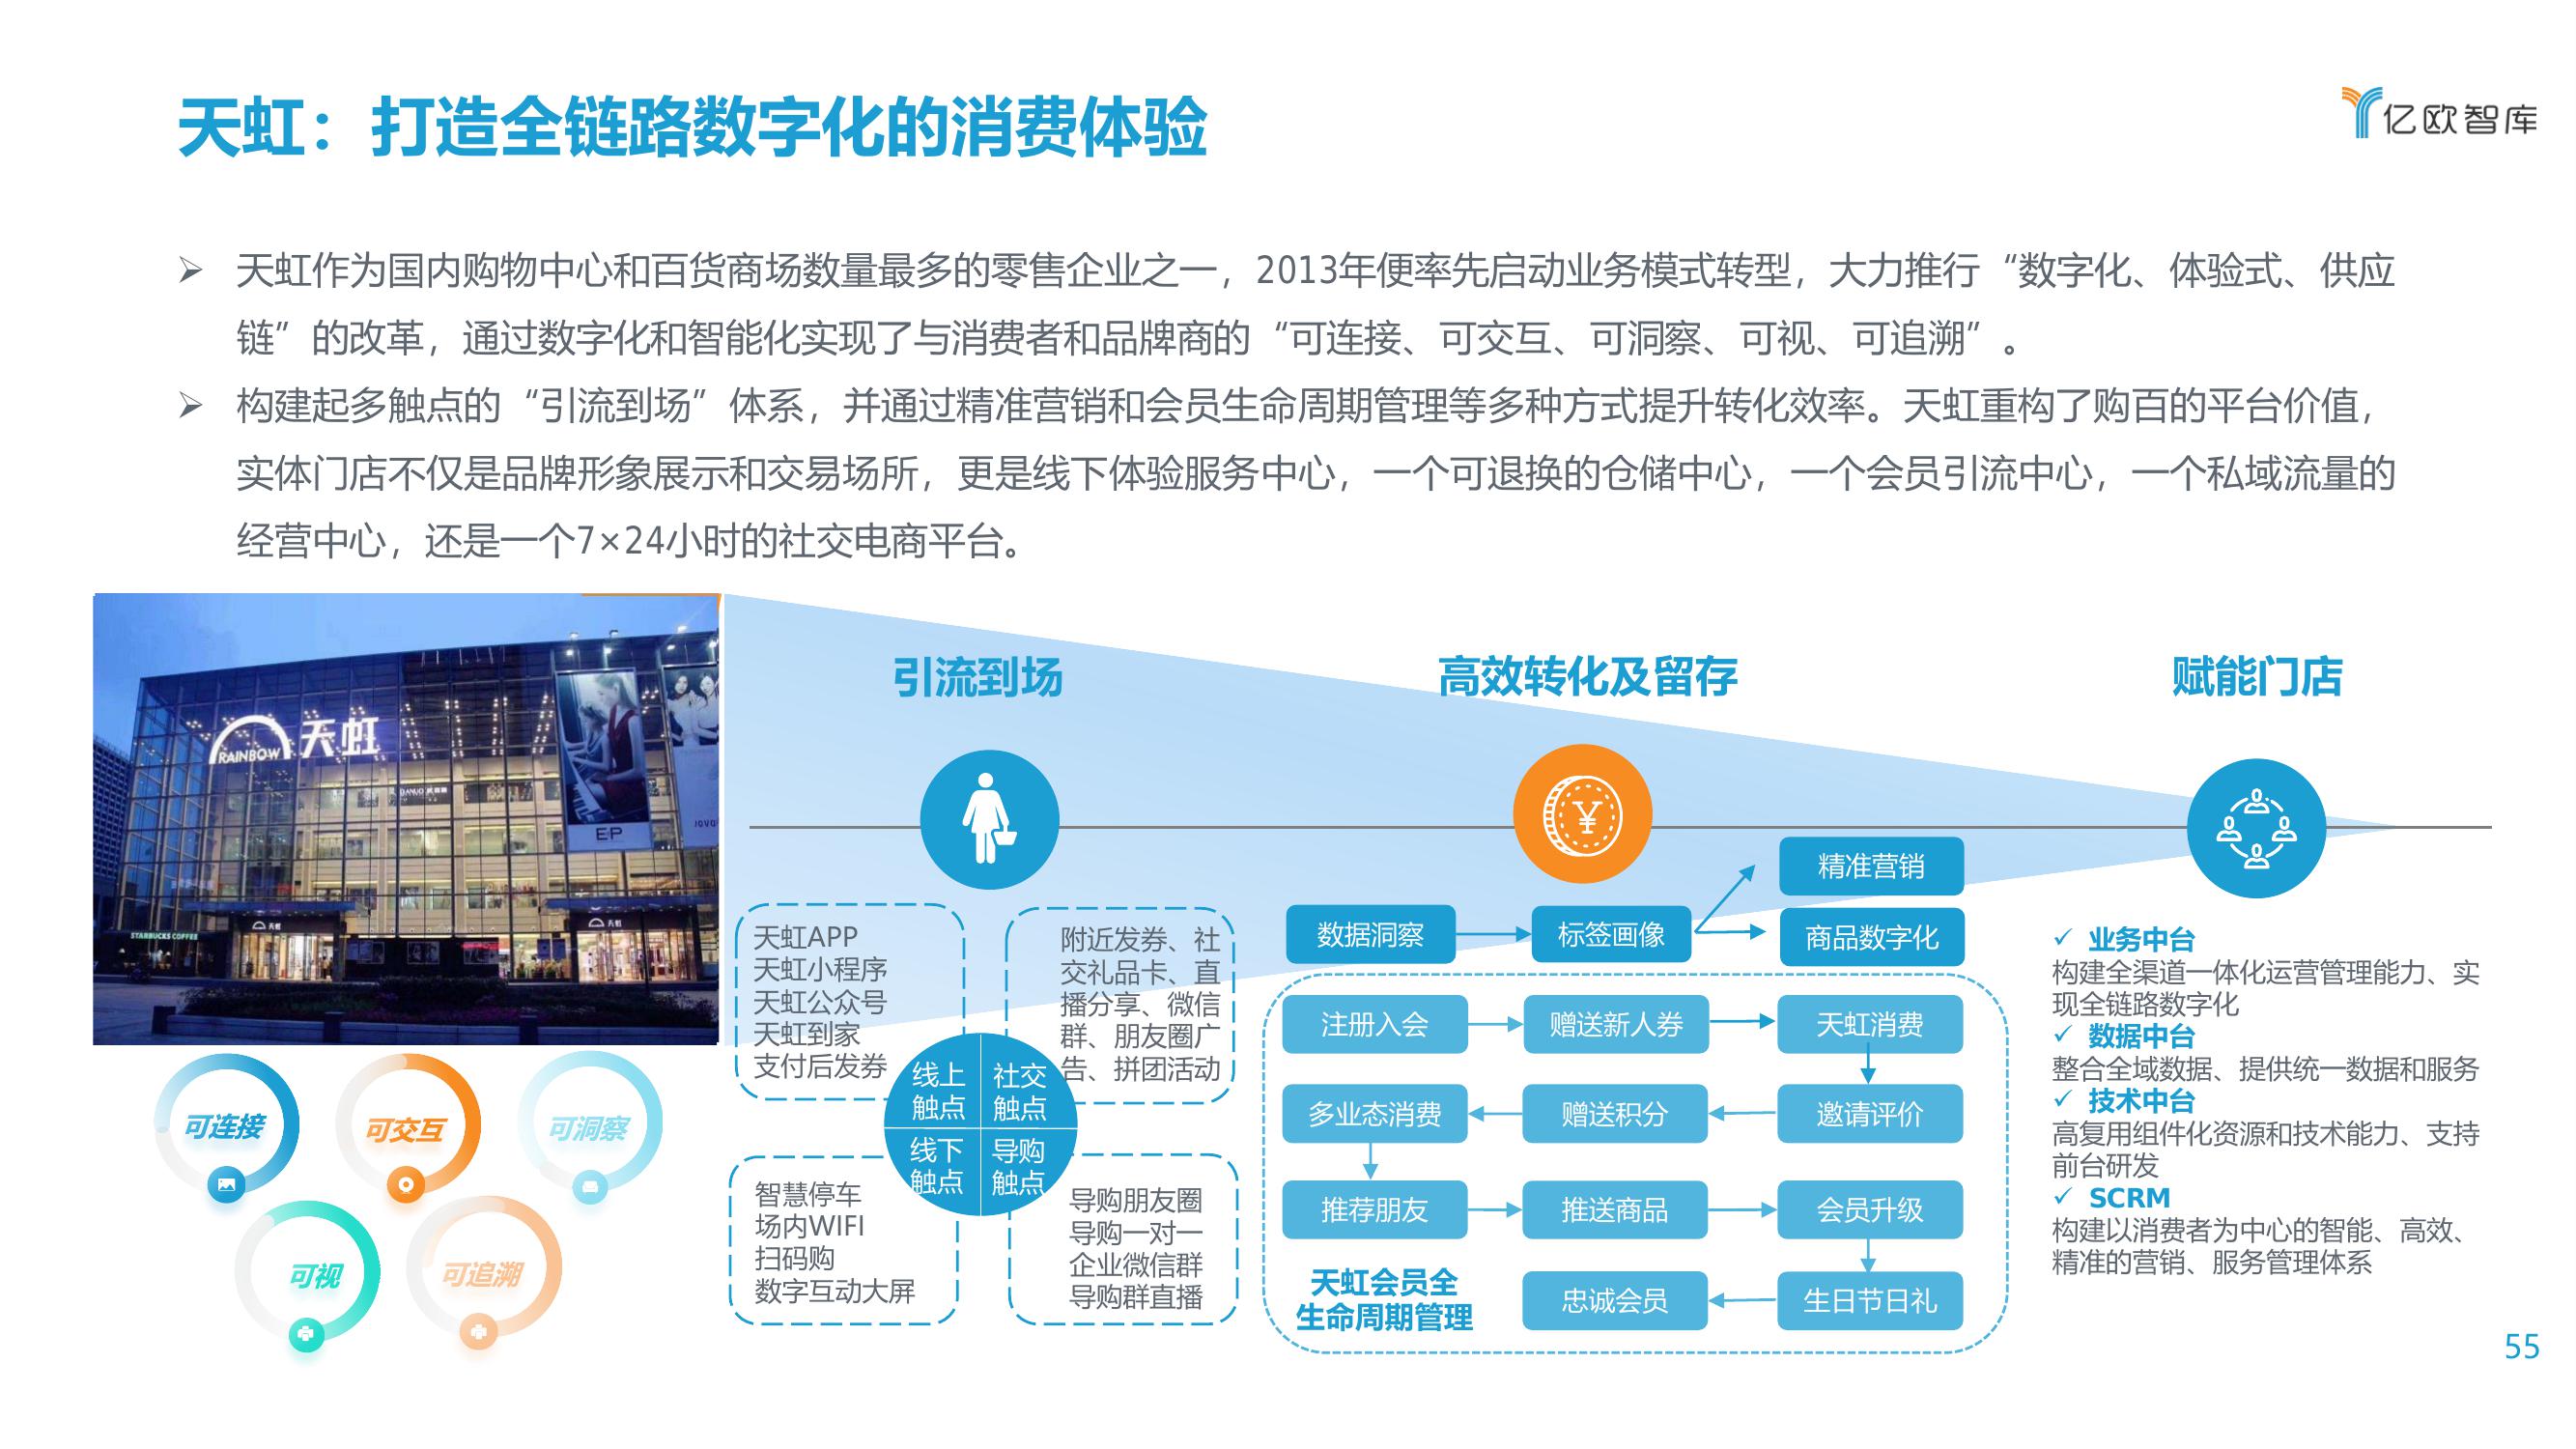 天虹：打造全链路数字化的消费体验
亿欧智库
天虹作为国内购物中心和百货商场数量最多的零售企业之一，2013年便率先启动业务模式转型，大力推行“数字化、体验式、供应
链”的改革，通过数字化和智能化实现了与消费者和品牌商的“可连接、可交互、可洞察、可视、可追溯”。
构建起多触点的“引流到场”体系，并通过精准营销和会员生命周期管理等多种方式提升转化效率。天虹重构了购百的平台价值，
实体门店不仅是品牌形象展示和交易场所，更是线下体验服务中心，一个可退换的仓储中心，一个会员引流中心，一个私域流量的
经营中心，还是一个7×24小时的社交电商平台。
RAINBOW 天虹
E·P
天虹
天虹
STARBUCKS COFFEE
可连接
可交互
可洞察
可视
可追溯
引流到场
天虹APP
天虹小程序
天虹公众号
天虹到家
支付后发券
附近发券、社
交礼品卡、直
播分享、微信
群、朋友圈广
告、拼团活动
线上
触点
社交
触点
线下
触点
导购
触点
智慧停车
场内WIFI
扫码购
数字互动大屏
导购朋友圈
导购一对一
企业微信群
导购群直播
高效转化及留存
¥
数据洞察
标签画像
精准营销
商品数字化
注册入会
赠送新人券
天虹消费
多业态消费
赠送积分
邀请评价
推荐朋友
推送商品
会员升级
天虹会员全
生命周期管理
忠诚会员
生日节日礼
赋能门店
✓ 业务中台
构建全渠道一体化运营管理能力、实
现全链路数字化
✓ 数据中台
整合全域数据、提供统一数据和服务
✓ 技术中台
高复用组件化资源和技术能力、支持
前台研发
✓ SCRM
构建以消费者为中心的智能、高效、
精准的营销、服务管理体系
55